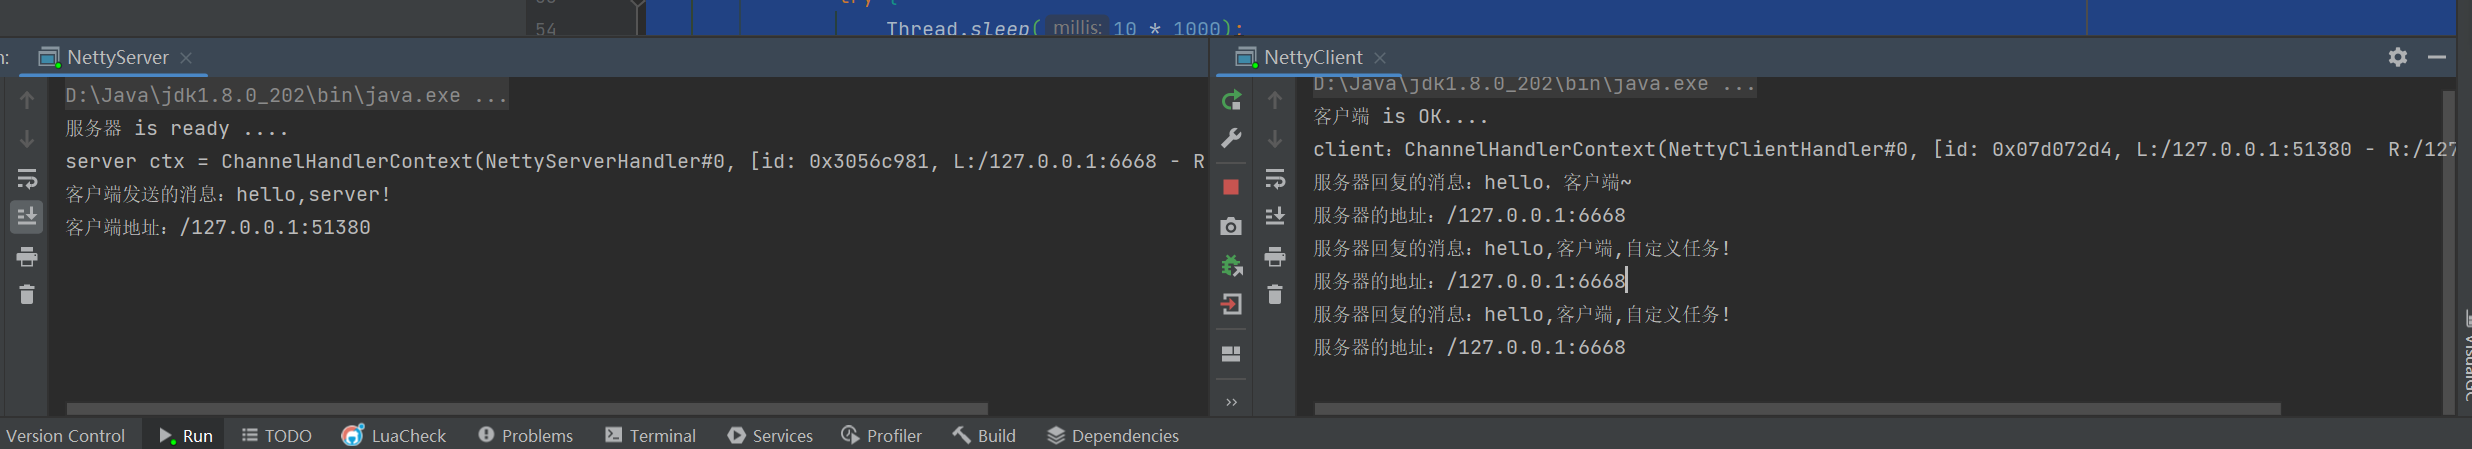 try {
54
Thread.sleep( millis: 10 * 1000);
NettyServer
D:\Java\jdk1.8.0_202\bin\java.exe ...
服务器 is ready ....
server ctx = ChannelHandlerContext(NettyServerHandler#0, [id: 0x3056c981, L:/127.0.0.1:6668 - R
客户端发送的消息：hello,server!
客户端地址：/127.0.0.1:51380
NettyClient
D:\Java\jdk1.8.0_202\bin\java.exe ...
客户端 is OK....
client：ChannelHandlerContext(NettyClientHandler#0, [id: 0x07d072d4, L:/127.0.0.1:51380 - R:/127
服务器回复的消息：hello，客户端~
服务器的地址：/127.0.0.1:6668
服务器回复的消息：hello,客户端,自定义任务!
服务器的地址：/127.0.0.1:6668
服务器回复的消息：hello,客户端,自定义任务!
服务器的地址：/127.0.0.1:6668
VisualGC
Version Control
Run
TODO
LuaCheck
Problems
Terminal
Services
Profiler
Build
Dependencies